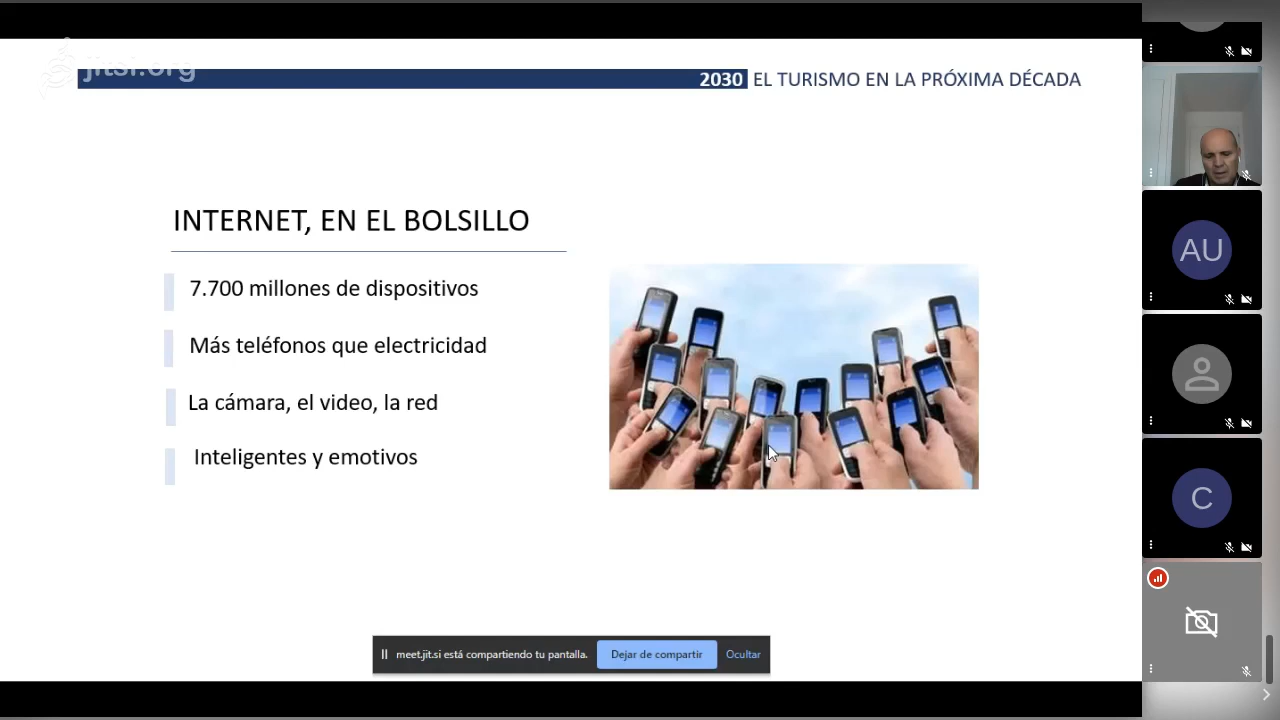 jitsi.org
2030 EL TURISMO EN LA PRÓXIMA DÉCADA
INTERNET, EN EL BOLSILLO
7.700 millones de dispositivos
Más teléfonos que electricidad
La cámara, el video, la red
Inteligentes y emotivos
meet.jit.si está compartiendo tu pantalla.
Dejar de compartir
Ocultar
AU
C